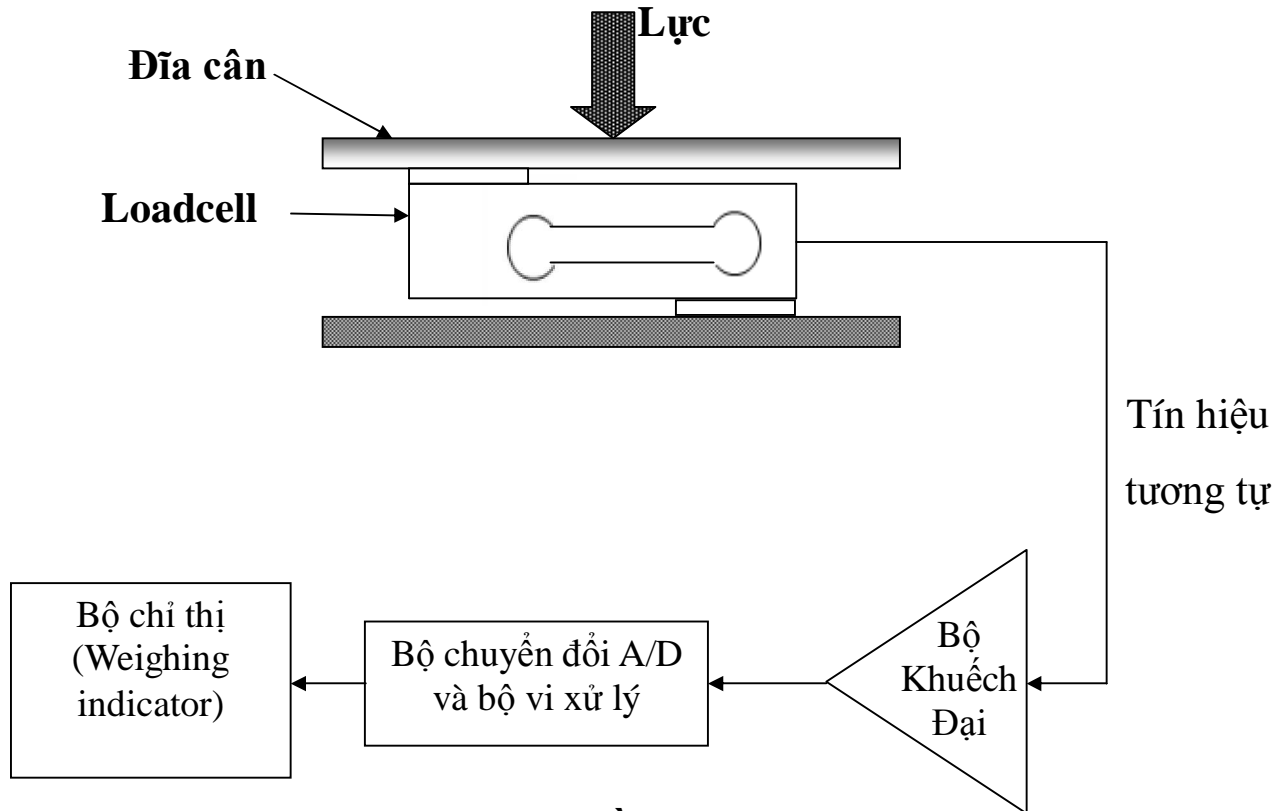 Lực
Đĩa cân
Loadcell
Tín hiệu
tương tự
Bộ
Khuếch
Đại
Bộ chuyển đổi A/D
và bộ vi xử lý
Bộ chỉ thị
(Weighing
indicator)